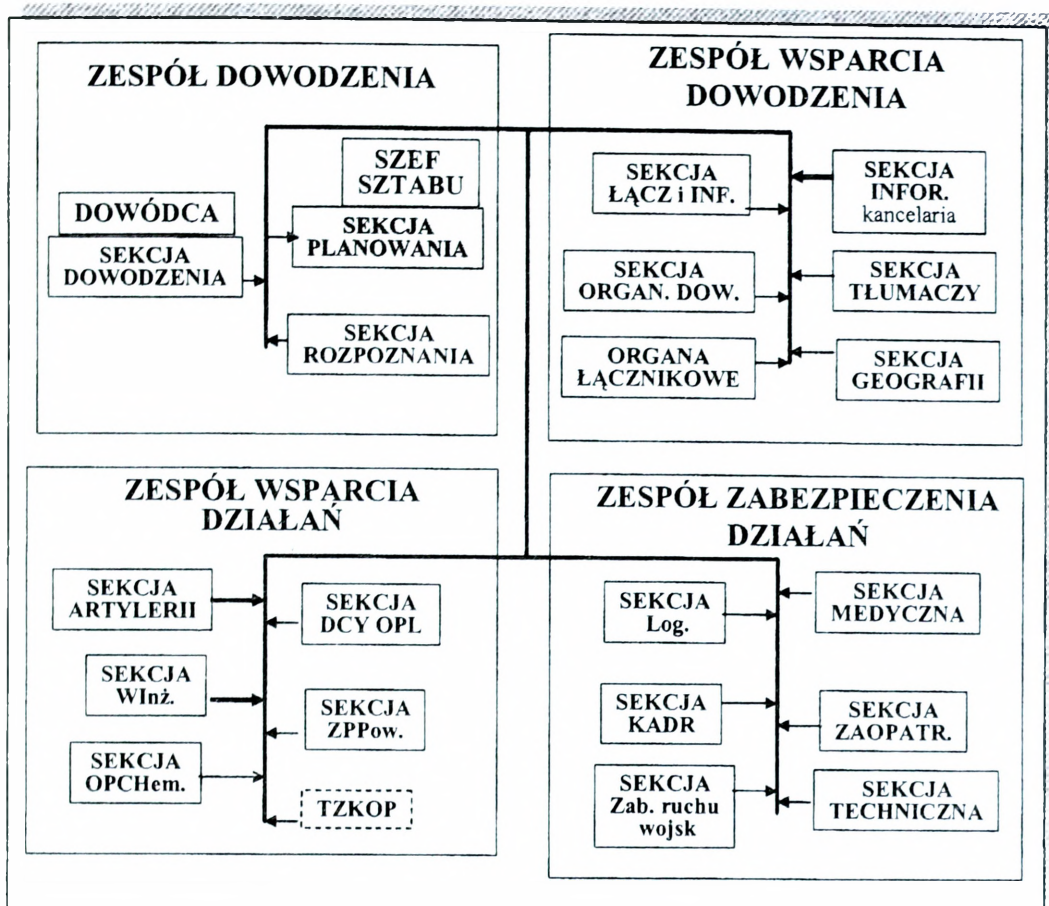 ZESPÓŁ DOWODZENIA
DOWÓDCA
SEKCJA
DOWODZENIA
SZEF
SZTABU
SEKCJA
PLANOWANIA
SEKCJA
ROZPOZNANIA
ZESPÓŁ WSPARCIA
DOWODZENIA
SEKCJA
ŁĄCZ i INF.
SEKCJA
INFOR.
kancelaria
SEKCJA
ORGAN. DOW.
SEKCJA
TŁUMACZY
ORGANA
ŁĄCZNIKOWE
SEKCJA
GEOGRAFII
ZESPÓŁ WSPARCIA
DZIAŁAŃ
SEKCJA
ARTYLERII
SEKCJA
DCY OPL
SEKCJA
WInż.
SEKCJA
ZPPow.
SEKCJA
OPCHem.
TZKOP
ZESPÓŁ ZABEZPIECZENIA
DZIAŁAŃ
SEKCJA
Log.
SEKCJA
MEDYCZNA
SEKCJA
KADR
SEKCJA
ZAOPATR.
SEKCJA
Zab. ruchu
wojsk
SEKCJA
TECHNICZNA